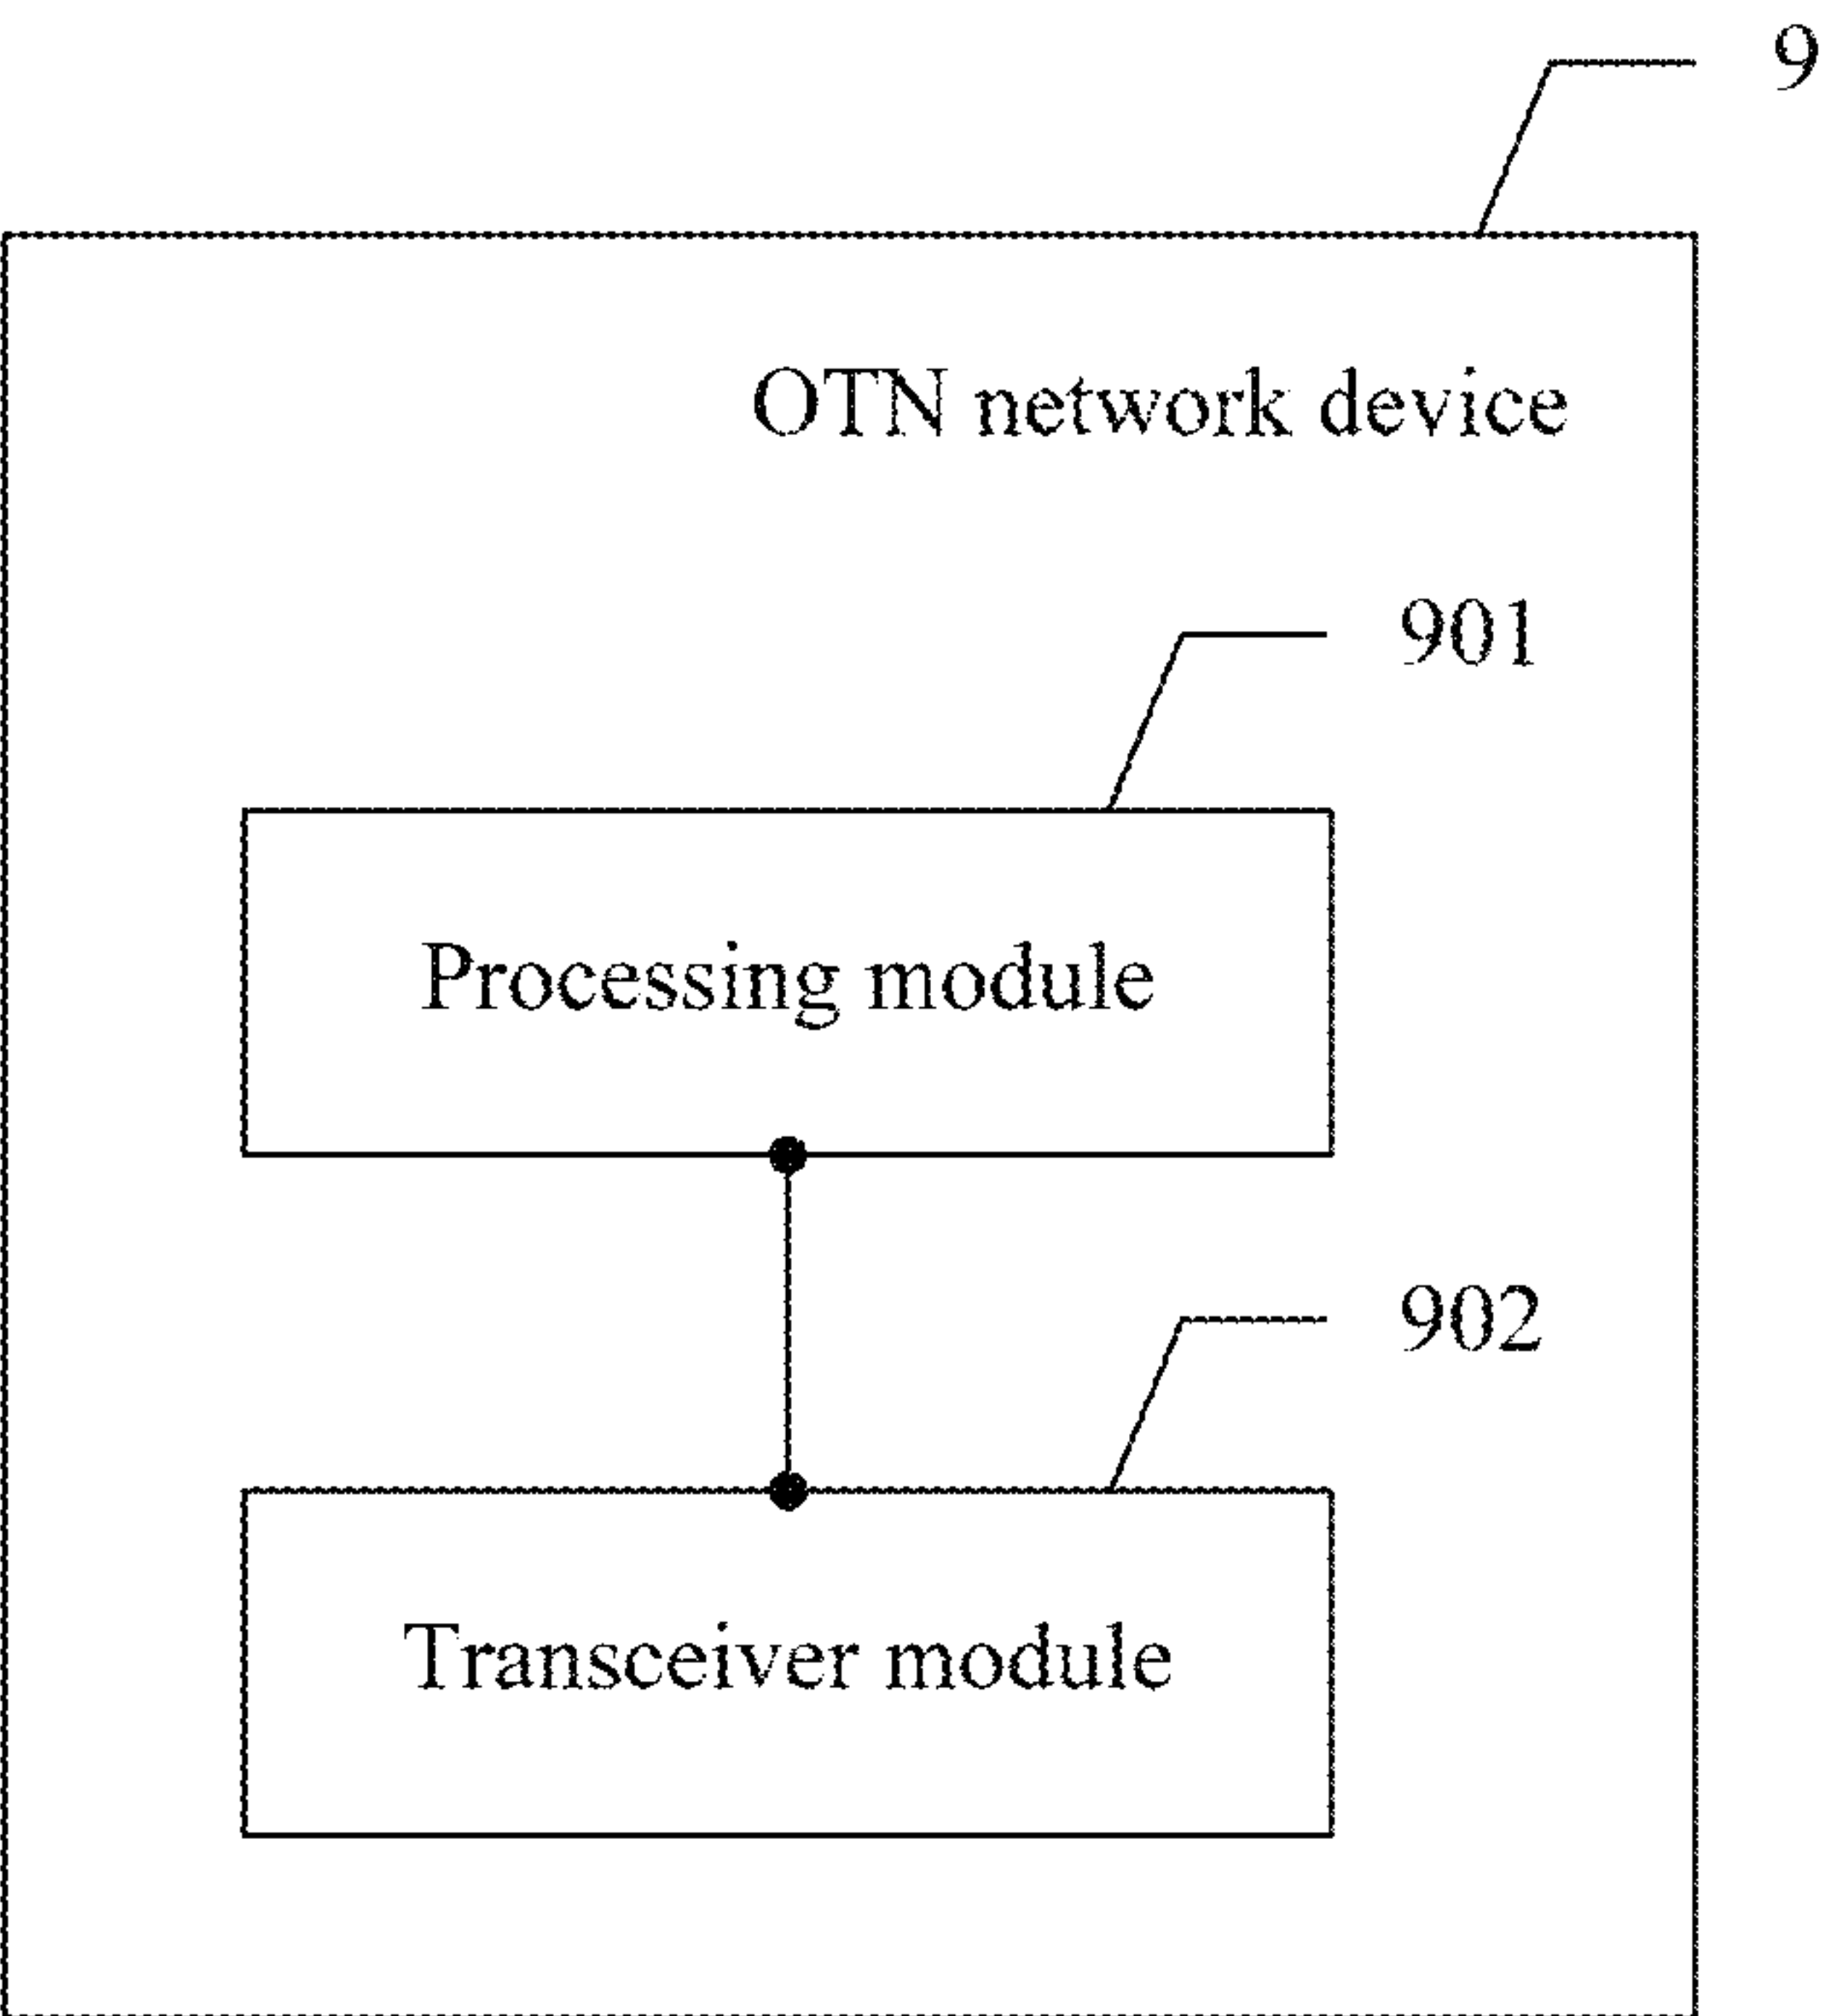 9
OTN network device
901
Processing module
902
Transceiver module